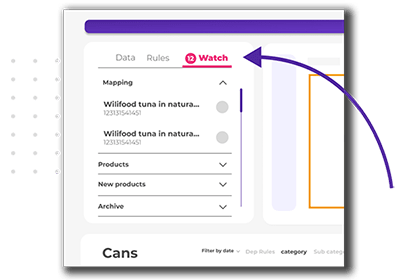 Data Rules 12 Watch
Mapping
Wilifood tuna in natura...
123131541451
Wilifood tuna in natura...
123131541451
Products
New products
Archive
Cans Filter by date Dep-Rules category Sub-categ